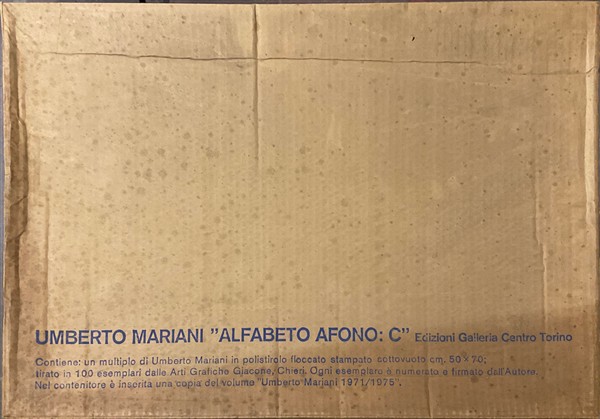 UMBERTO MARIANI "ALFABETO AFONO: C" Edizioni Galleria Centro Torino
Contiene: un multiplo di Umberto Mariani in polistirolo floccato stampato sottovuoto cm. 50 x 70;
tirato in 100 esemplari dalle Arti Grafiche Giacone, Chieri. Ogni esemplare è numerato e firmato dall'Autore.
Nel contenitore è inserita una copia del volume "Umberto Mariani 1971/1975".